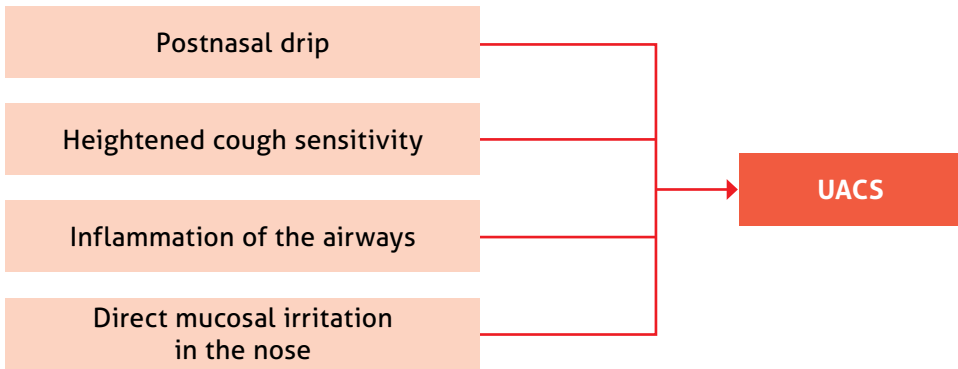 Postnasal drip
Heightened cough sensitivity
Inflammation of the airways
Direct mucosal irritation
in the nose
UACS